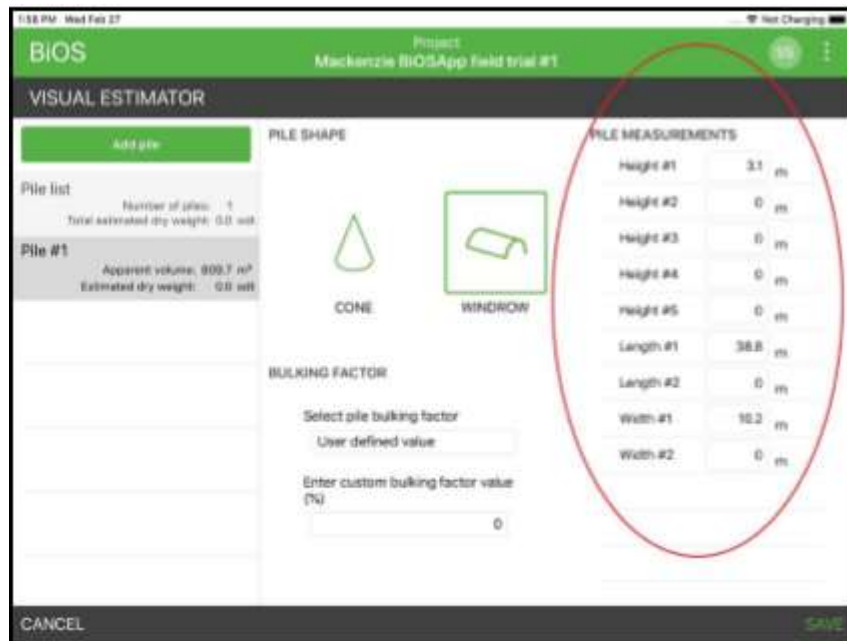 1:58 PM Wed Feb 27
Not Charging
BiOS
Project
Mackenzie BiOSApp field trial #1
SS
VISUAL ESTIMATOR
Add pile
Pile list
Number of piles: 1
Total estimated dry weight: 0.0 odt
Pile #1
Apparent volume: 809.7 m³
Estimated dry weight: 0.0 odt
PILE SHAPE
CONE
WINDROW
BULKING FACTOR
Select pile bulking factor
User defined value
Enter custom bulking factor value
(%)
0
PILE MEASUREMENTS
Height #1 3.1 m
Height #2 0 m
Height #3 0 m
Height #4 0 m
Height #5 0 m
Length #1 38.8 m
Length #2 0 m
Width #1 10.2 m
Width #2 0 m
CANCEL
SAVE